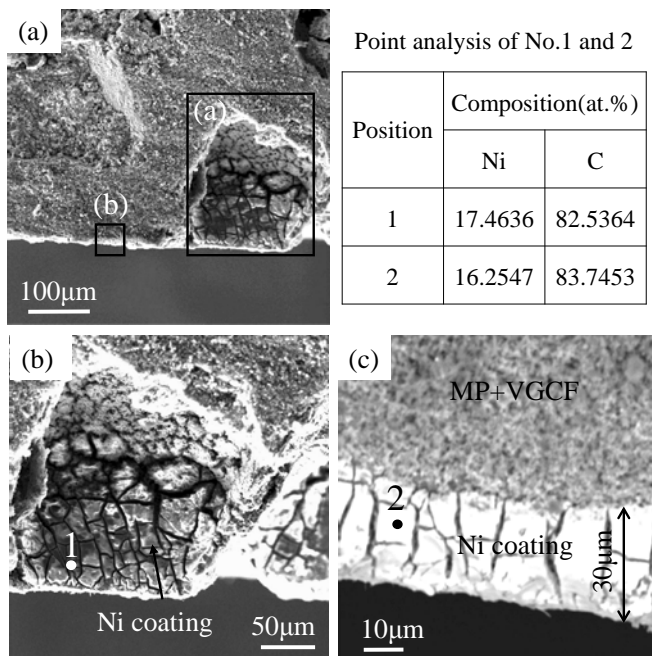 (a)
Point analysis of No.1 and 2
Position
Composition(at.%)
Ni
C
1
17.4636
82.5364
2
16.2547
83.7453
(a)
(b)
100μm
(b)
1
Ni coating
50μm
(c)
MP+VGCF
2
Ni coating
30μm
10μm